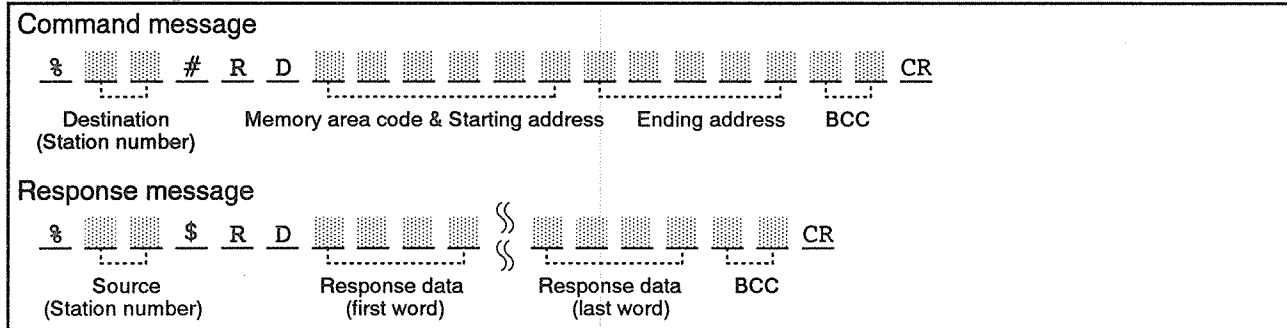 Command message
% # R D CR
Destination (Station number) Memory area code & Starting address Ending address BCC
Response message
% $ R D CR
Source (Station number) Response data (first word) Response data (last word) BCC